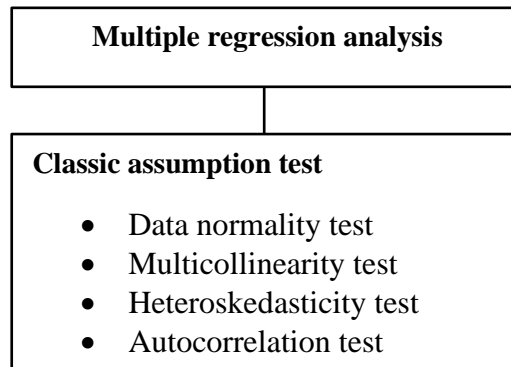 Multiple regression analysis
Classic assumption test
• Data normality test
• Multicollinearity test
• Heteroskedasticity test
• Autocorrelation test